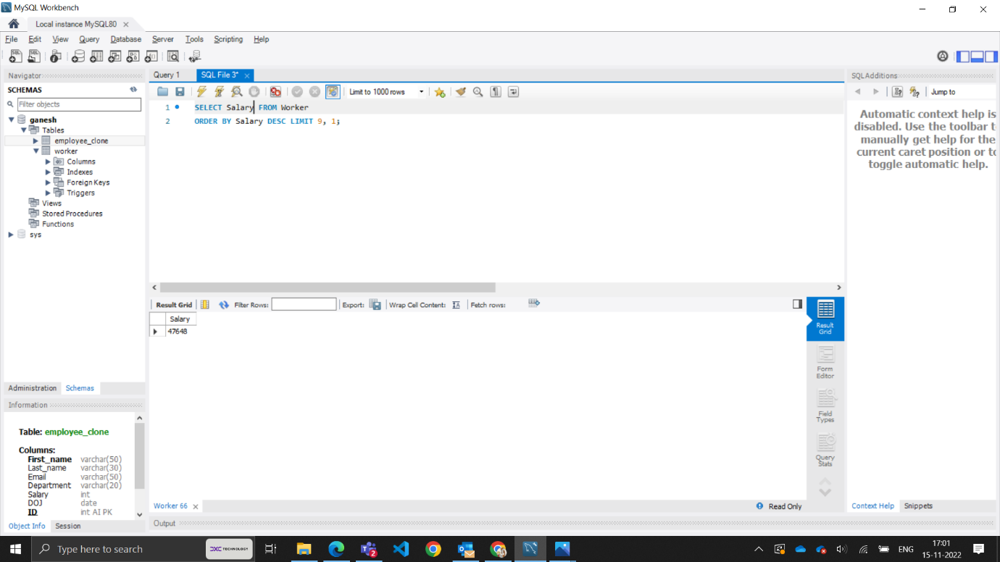 MySQL Workbench
Local instance MySQL80
File Edit View Query Database Server Tools Scripting Help
Navigator
SCHEMAS
Filter objects
ganesh
Tables
employee_clone
worker
Columns
Indexes
Foreign Keys
Triggers
Views
Stored Procedures
Functions
sys
Administration Schemas
Information
Table: employee_clone
Columns:
First_name varchar(50)
Last_name varchar(30)
Email varchar(50)
Department varchar(20)
Salary int
DOJ date
ID int AI PK
Object Info Session
Query 1 SQL File 3*
Limit to 1000 rows
1 SELECT Salary FROM Worker
2 ORDER BY Salary DESC LIMIT 9, 1;
Result Grid Filter Rows: Export: Wrap Cell Content: Fetch rows:
Salary
47648
Result
Grid
Form
Editor
Field
Types
Query
Stats
Worker 66 Read Only
Output
SQLAdditions
Jump to
Automatic context help is
disabled. Use the toolbar t
manually get help for the
current caret position or to
toggle automatic help.
Context Help Snippets
Type here to search
DXC TECHNOLOGY
ENG
17:01
15-11-2022